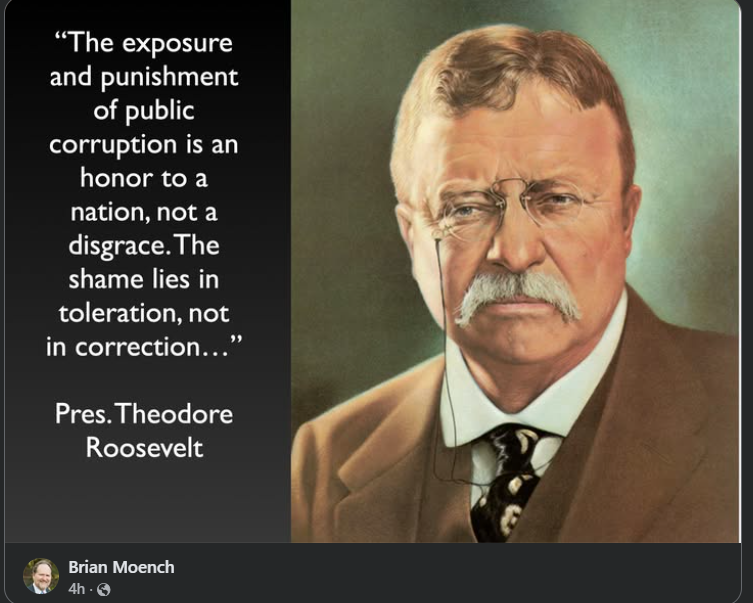 “The exposure
and punishment
of public
corruption is an
honor to a
nation, not a
disgrace. The
shame lies in
toleration, not
in correction…”
Pres. Theodore
Roosevelt
Brian Moench
4h ·